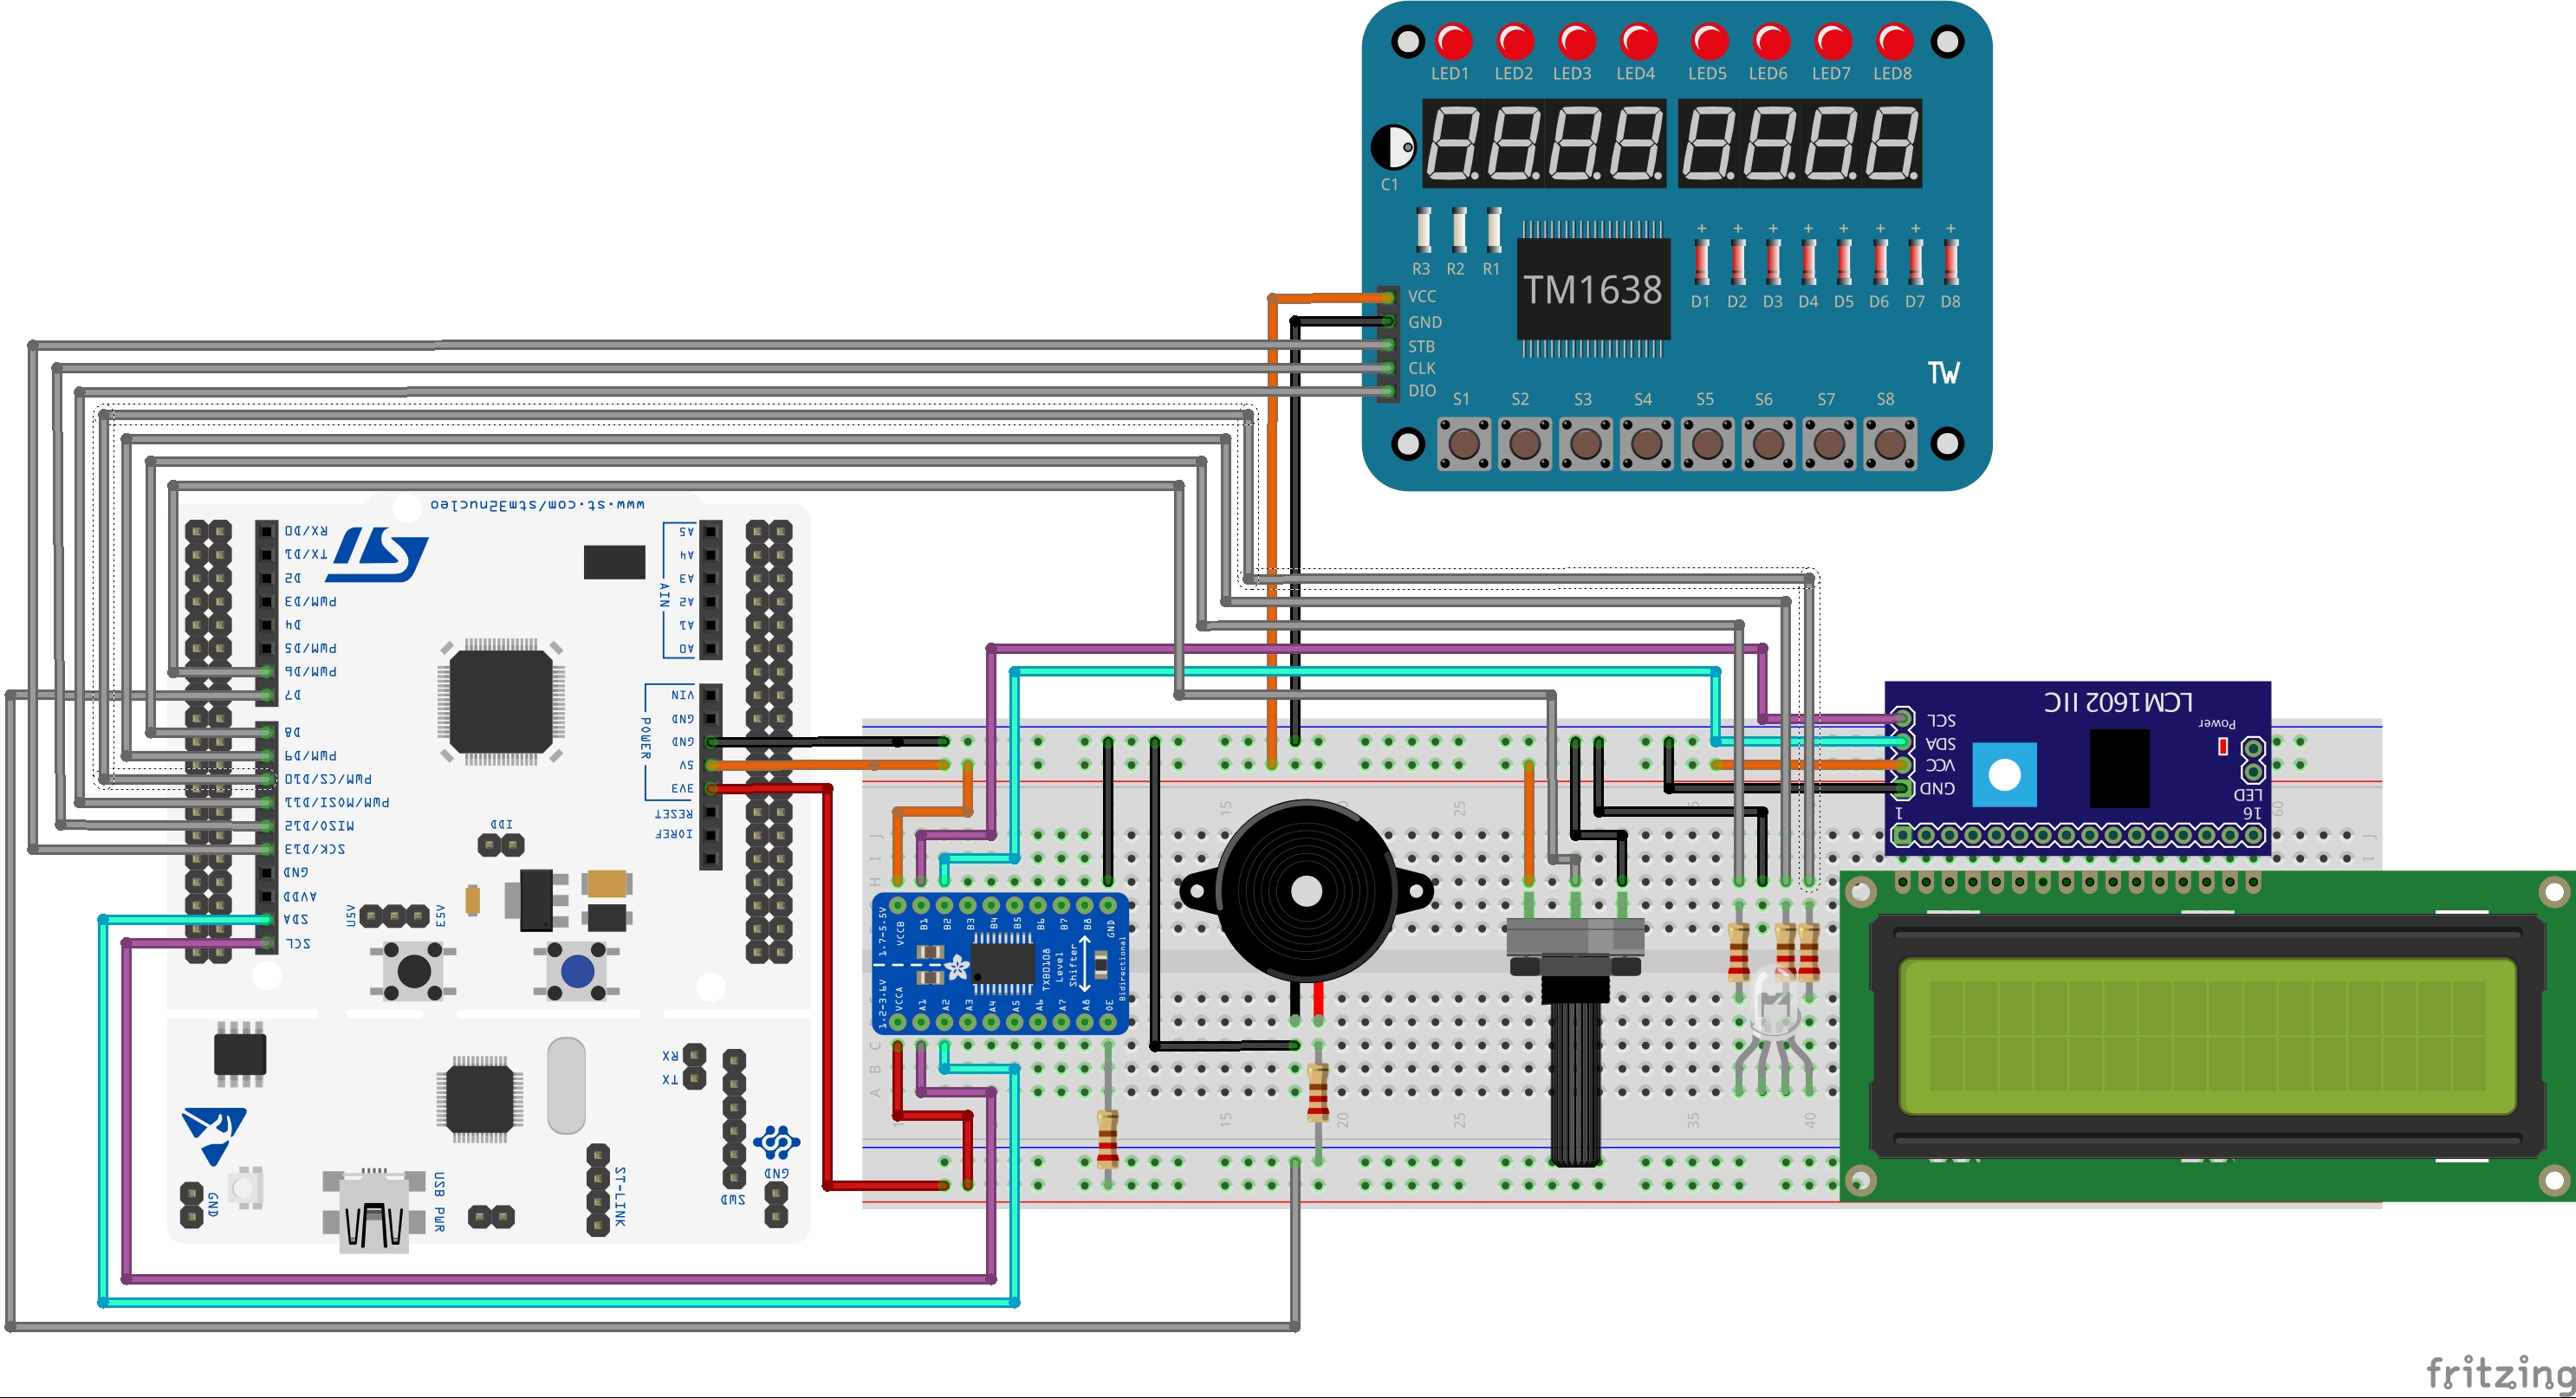 LED1 LED2 LED3 LED4 LED5 LED6 LED7 LED8
C1
R3 R2 R1
D1 D2 D3 D4 D5 D6 D7 D8
TM1638
VCC
GND
STB
CLK
DIO
TW
S1 S2 S3 S4 S5 S6 S7 S8
www.st.com/stm32nucleo
RX/D0
TX/D1
D2
PWM/D3
D4
PWM/D5
PWM/D6
D7
D8
PWM/D9
PWM/CS/D10
PWM/MOSI/D11
MISO/D12
SCK/D13
GND
AVDD
SDA
SCL
A5
A4
A3
A2
A1
A0
AIN
VIN
GND
GND
5V
3V3
RESET
IOREF
POWER
IDD
U5V
E5V
RX
TX
SWD
GND
ST-LINK
USB PWR
GND
1.7-5.5V
VCCB B1 B2 B3 B4 B5 B6 B7 B8 GND
TXB0108
Level
Shifter
Bidirectional
1.2-3.6V
VCCA A1 A2 A3 A4 A5 A6 A7 A8 OE
15 20 25 35 60
J
I
H
C
B
A
1 15 20 25 35 40
J
I
LCM1602 IIC
SCL
SDA
VCC
GND
Power
LED
1 16
fritzing